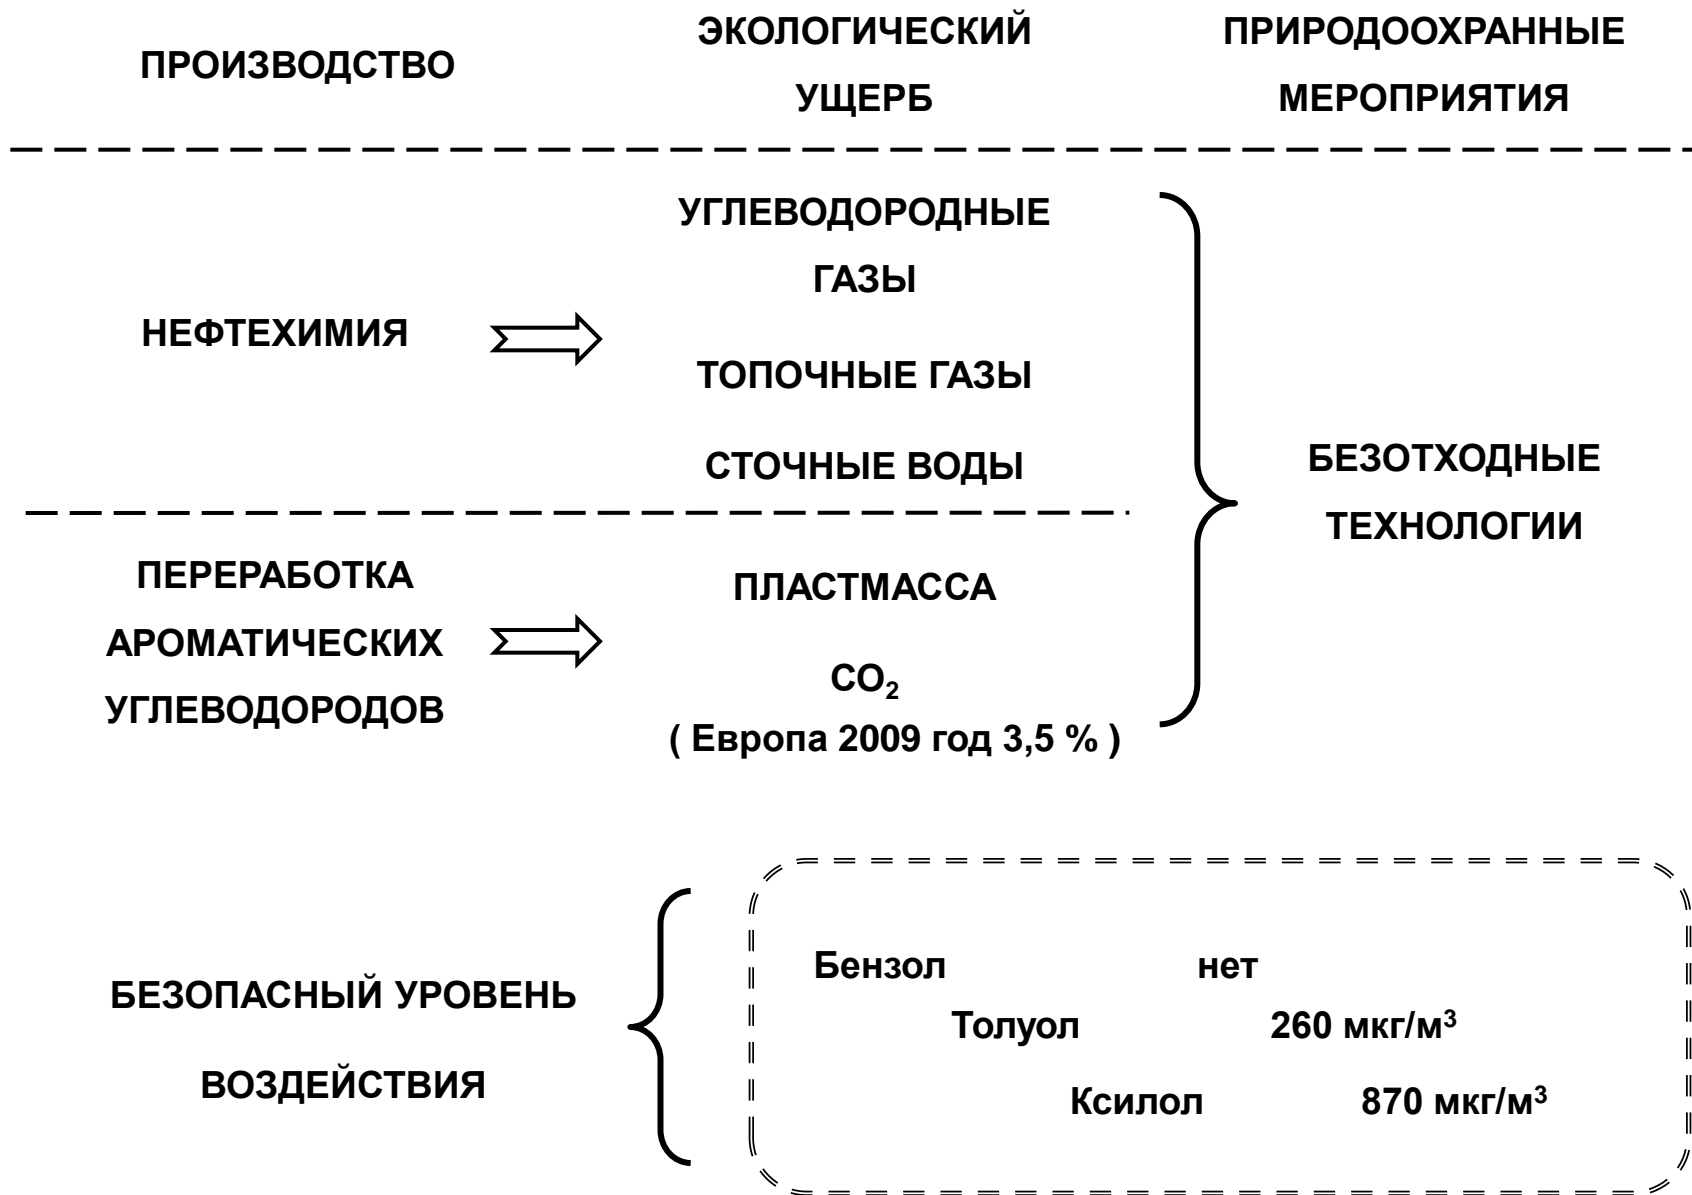 ПРОИЗВОДСТВО
ЭКОЛОГИЧЕСКИЙ
УЩЕРБ
ПРИРОДООХРАННЫЕ
МЕРОПРИЯТИЯ
НЕФТЕХИМИЯ
УГЛЕВОДОРОДНЫЕ
ГАЗЫ
ТОПОЧНЫЕ ГАЗЫ
СТОЧНЫЕ ВОДЫ
ПЕРЕРАБОТКА
АРОМАТИЧЕСКИХ
УГЛЕВОДОРОДОВ
ПЛАСТМАССА
CO₂
( Европа 2009 год 3,5 % )
БЕЗОТХОДНЫЕ
ТЕХНОЛОГИИ
БЕЗОПАСНЫЙ УРОВЕНЬ
ВОЗДЕЙСТВИЯ
Бензол нет
Толуол 260 мкг/м³
Ксилол 870 мкг/м³